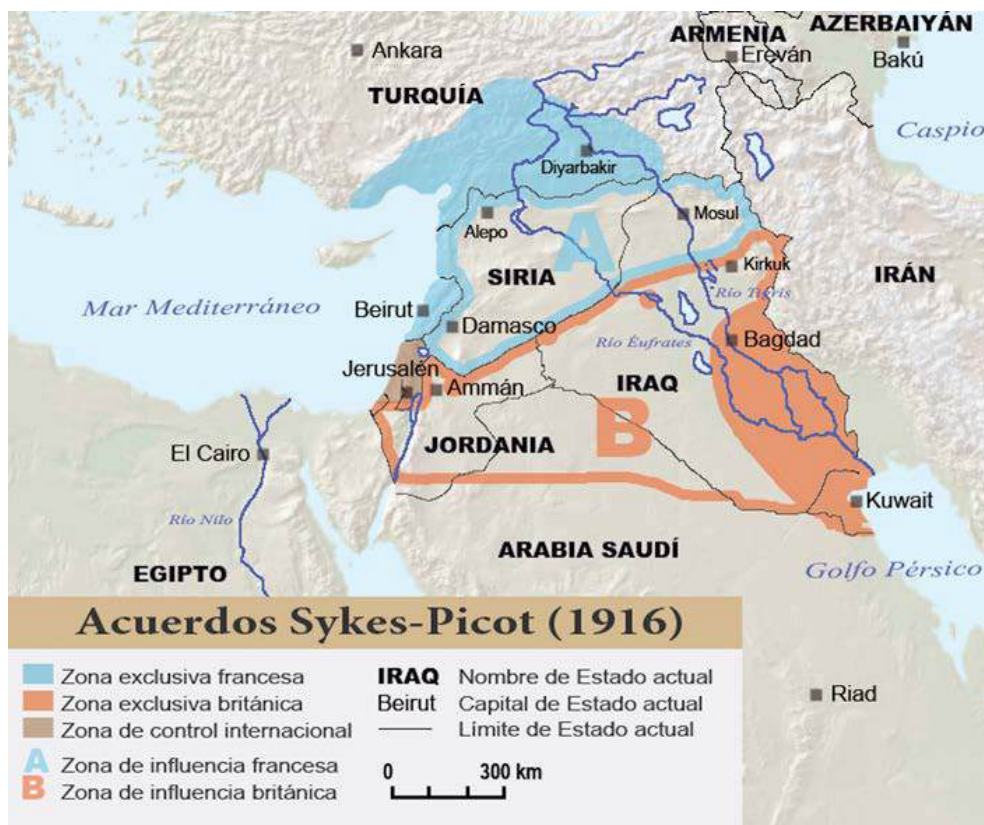 AZERBAIYÁN
ARMENIA
Ankara
Ereván
Bakú
TURQUÍA
Caspio
Diyarbakir
Alepo
Mosul
A
SIRIA
Kirkuk
IRÁN
Mar Mediterráneo
Beirut
Río Tigris
Damasco
Río Éufrates
Bagdad
Jerusalén
Ammán
IRAQ
B
JORDANIA
El Cairo
Kuwait
Río Nilo
ARABIA SAUDÍ
EGIPTO
Golfo Pérsico
Acuerdos Sykes-Picot (1916)
Zona exclusiva francesa
Zona exclusiva británica
Zona de control internacional
A Zona de influencia francesa
B Zona de influencia británica
IRAQ Nombre de Estado actual
Beirut Capital de Estado actual
Límite de Estado actual
0 300 km
Riad